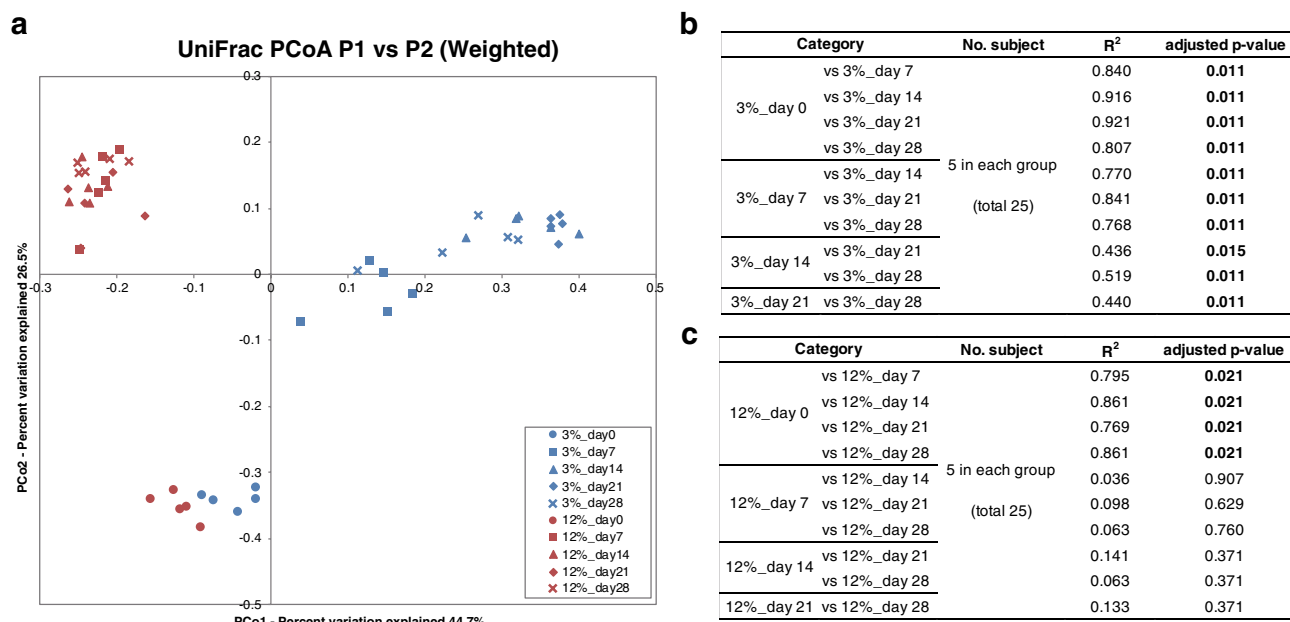 a
UniFrac PCoA P1 vs P2 (Weighted)
PCo2 - Percent variation explained 26.5%
0.3
0.2
0.1
0
-0.1
-0.2
-0.3
-0.4
-0.5
-0.3
-0.2
-0.1
0
0.1
0.2
0.3
0.4
0.5
3%_day0
3%_day7
3%_day14
3%_day21
3%_day28
12%_day0
12%_day7
12%_day14
12%_day21
12%_day28
PCo1 - Percent variation explained 44.7%
b
Category No. subject R² adjusted p-value
3%_day 0 vs 3%_day 7 0.840 0.011
vs 3%_day 14 0.916 0.011
vs 3%_day 21 0.921 0.011
vs 3%_day 28 0.807 0.011
5 in each group
3%_day 7 vs 3%_day 14 0.770 0.011
vs 3%_day 21 0.841 0.011
(total 25)
vs 3%_day 28 0.768 0.011
3%_day 14 vs 3%_day 21 0.436 0.015
vs 3%_day 28 0.519 0.011
3%_day 21 vs 3%_day 28 0.440 0.011
c
Category No. subject R² adjusted p-value
12%_day 0 vs 12%_day 7 0.795 0.021
vs 12%_day 14 0.861 0.021
vs 12%_day 21 0.769 0.021
vs 12%_day 28 0.861 0.021
5 in each group
12%_day 7 vs 12%_day 14 0.036 0.907
vs 12%_day 21 0.098 0.629
(total 25)
vs 12%_day 28 0.063 0.760
12%_day 14 vs 12%_day 21 0.141 0.371
vs 12%_day 28 0.063 0.371
12%_day 21 vs 12%_day 28 0.133 0.371